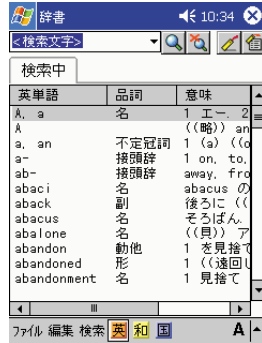 辞書 10:34
<検索文字>
検索中
英単語 品詞 意味
A, a 名 1 エー. 2
A ((略)) an
a, an 不定冠詞 1 (a) ((o
a- 接頭辞 1 on, to,
ab- 接頭辞 away, fro
abaci 名 abacus の
aback 副 後ろに ((
abacus 名 そろばん.
abalone 名 ((貝)) ア
abandon 動他 1 を見捨て
abandoned 形 1 ((遠回し
abandonment 名 1 見捨て
ファイル 編集 検索 英 和 国 A